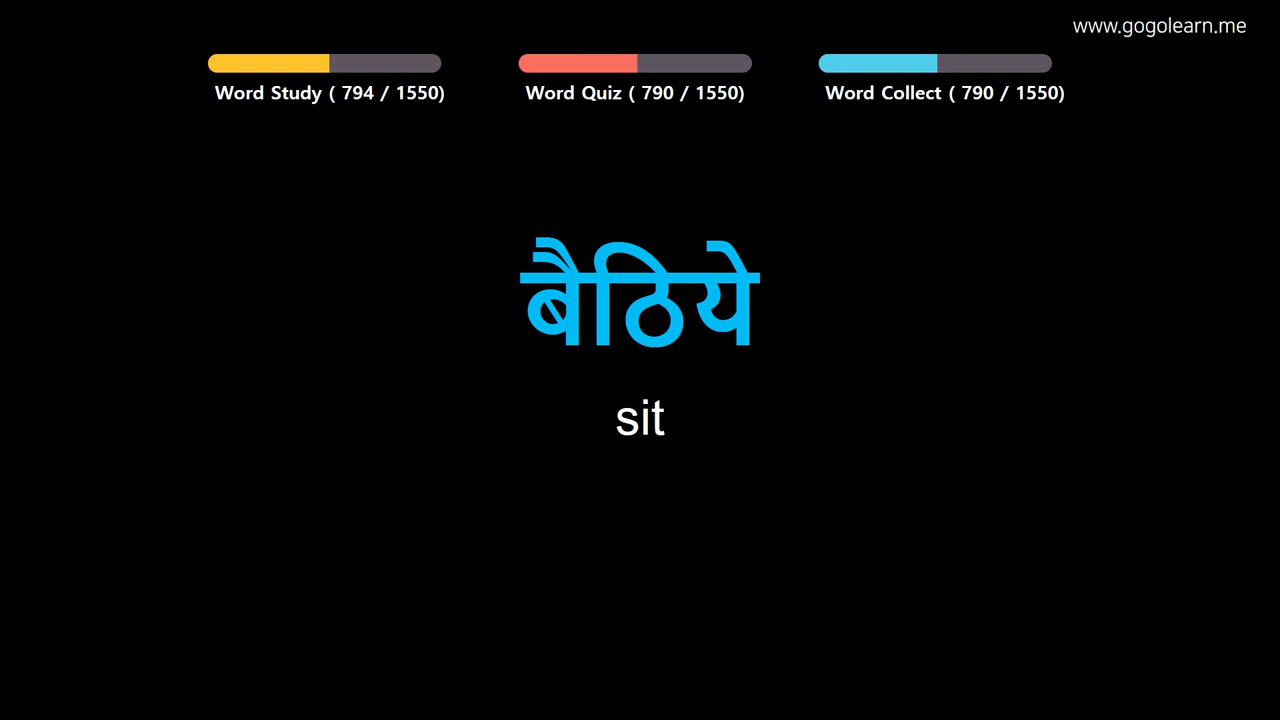 www.gogolearn.me
Word Study ( 794 / 1550)
Word Quiz ( 790 / 1550)
Word Collect ( 790 / 1550)
बैठिये
sit